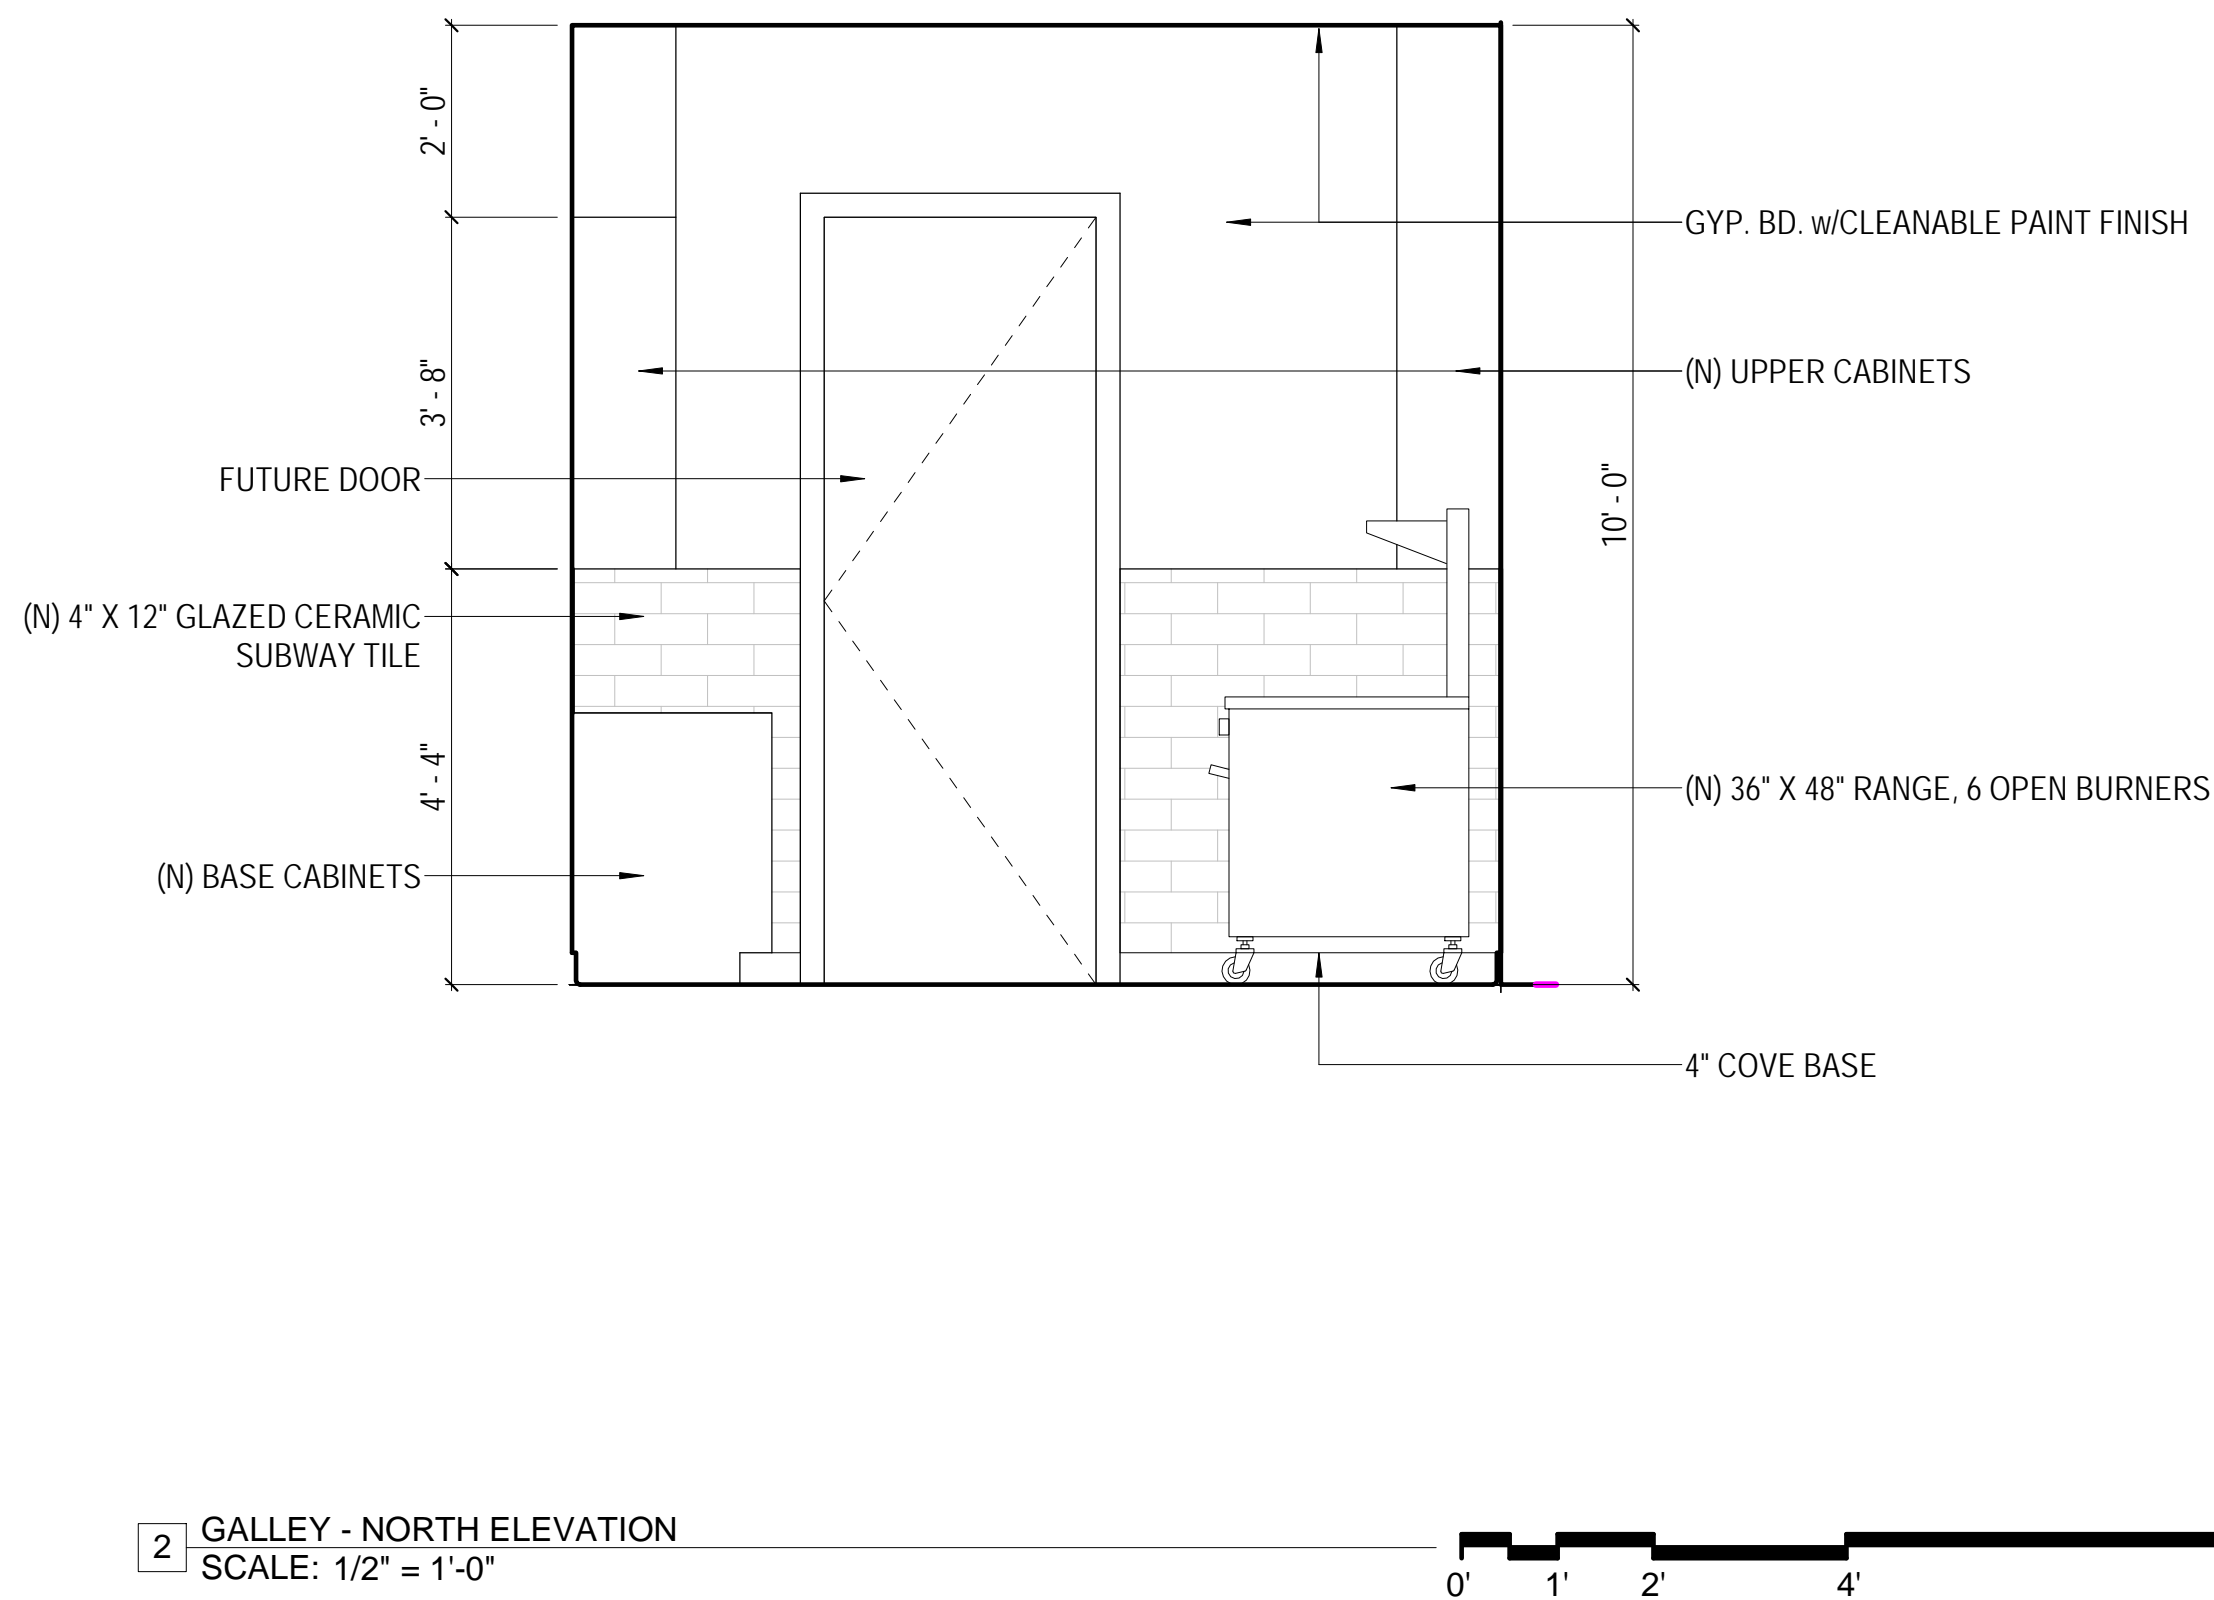 2' - 0"
GYP. BD. w/CLEANABLE PAINT FINISH
3' - 8"
(N) UPPER CABINETS
FUTURE DOOR
10' - 0"
(N) 4" X 12" GLAZED CERAMIC
SUBWAY TILE
4' - 4"
(N) 36" X 48" RANGE, 6 OPEN BURNERS
(N) BASE CABINETS
4" COVE BASE
2
GALLEY - NORTH ELEVATION
SCALE: 1/2" = 1'-0"
0' 1' 2' 4'